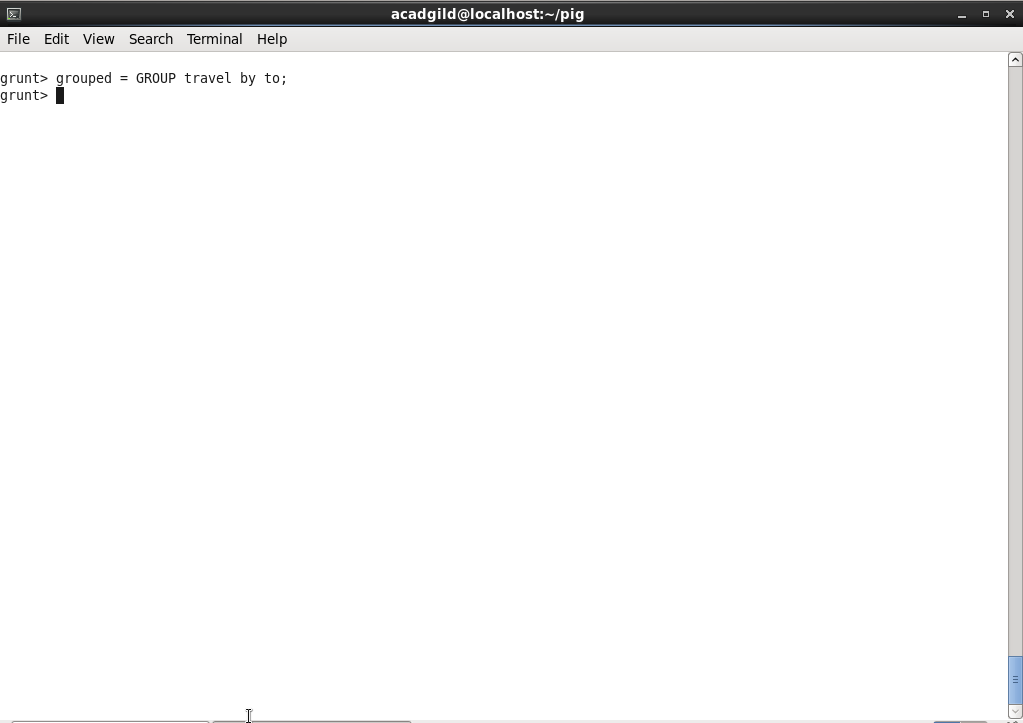 acadgild@localhost:~/pig
File Edit View Search Terminal Help
grunt> grouped = GROUP travel by to;
grunt>